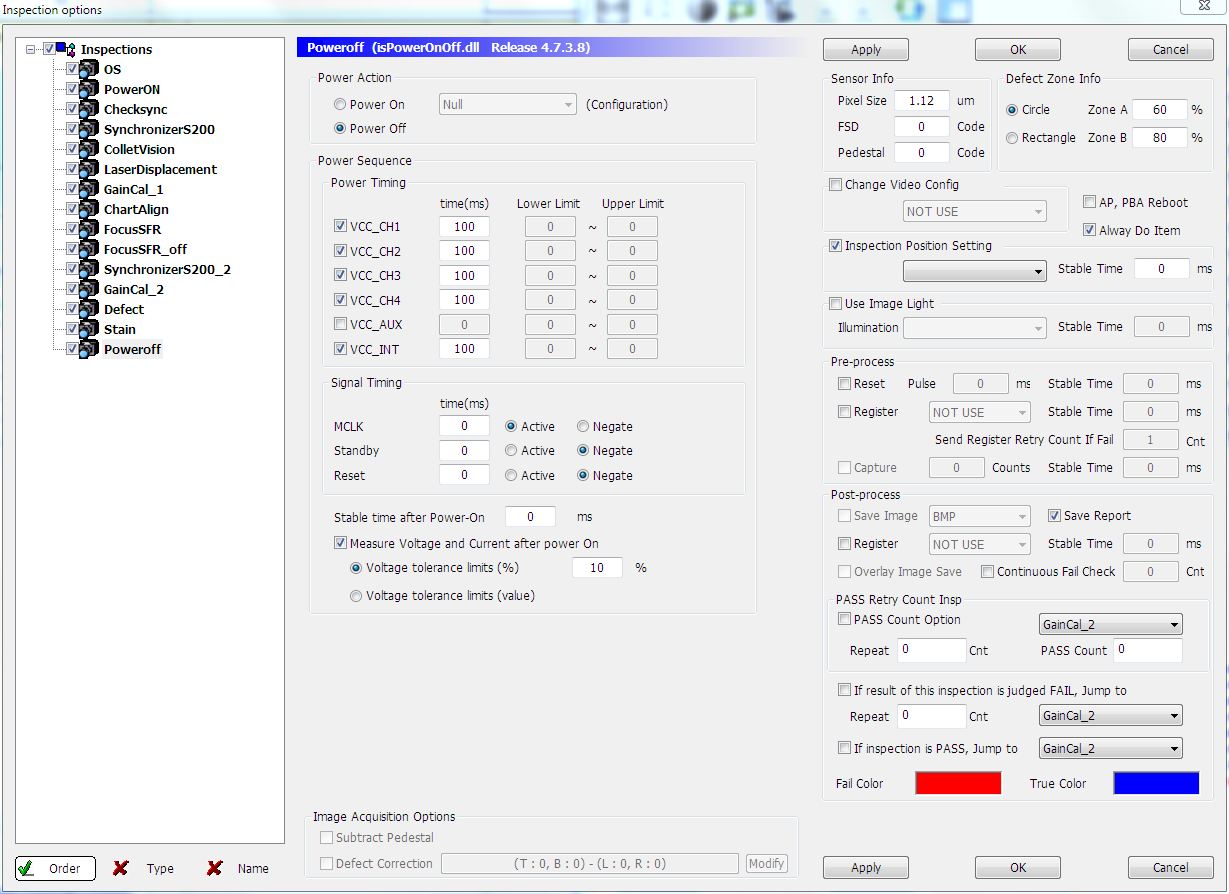 Inspection options
Inspections
OS
PowerON
Checksync
SynchronizerS200
ColletVision
LaserDisplacement
GainCal_1
ChartAlign
FocusSFR
FocusSFR_off
SynchronizerS200_2
GainCal_2
Defect
Stain
Poweroff
Order Type Name
Poweroff (isPowerOnOff.dll Release 4.7.3.8)
Power Action
Power On Null (Configuration)
Power Off
Power Sequence
Power Timing
time(ms) Lower Limit Upper Limit
VCC_CH1 100 0 ~ 0
VCC_CH2 100 0 ~ 0
VCC_CH3 100 0 ~ 0
VCC_CH4 100 0 ~ 0
VCC_AUX 0 0 ~ 0
VCC_INT 100 0 ~ 0
Signal Timing
time(ms)
MCLK 0 Active Negate
Standby 0 Active Negate
Reset 0 Active Negate
Stable time after Power-On 0 ms
Measure Voltage and Current after power On
Voltage tolerance limits (%) 10 %
Voltage tolerance limits (value)
Image Acquisition Options
Subtract Pedestal
Defect Correction (T : 0, B : 0) - (L : 0, R : 0) Modify
Apply OK Cancel
Sensor Info
Pixel Size 1.12 um
FSD 0 Code
Pedestal 0 Code
Defect Zone Info
Circle Zone A 60 %
Rectangle Zone B 80 %
Change Video Config
NOT USE
AP, PBA Reboot
Alway Do Item
Inspection Position Setting
Stable Time 0 ms
Use Image Light
Illumination Stable Time 0 ms
Pre-process
Reset Pulse 0 ms Stable Time 0 ms
Register NOT USE Stable Time 0 ms
Send Register Retry Count If Fail 1 Cnt
Capture 0 Counts Stable Time 0 ms
Post-process
Save Image BMP Save Report
Register NOT USE Stable Time 0 ms
Overlay Image Save Continuous Fail Check 0 Cnt
PASS Retry Count Insp
PASS Count Option GainCal_2
Repeat 0 Cnt PASS Count 0
If result of this inspection is judged FAIL, Jump to
Repeat 0 Cnt GainCal_2
If inspection is PASS, Jump to GainCal_2
Fail Color True Color
Apply OK Cancel